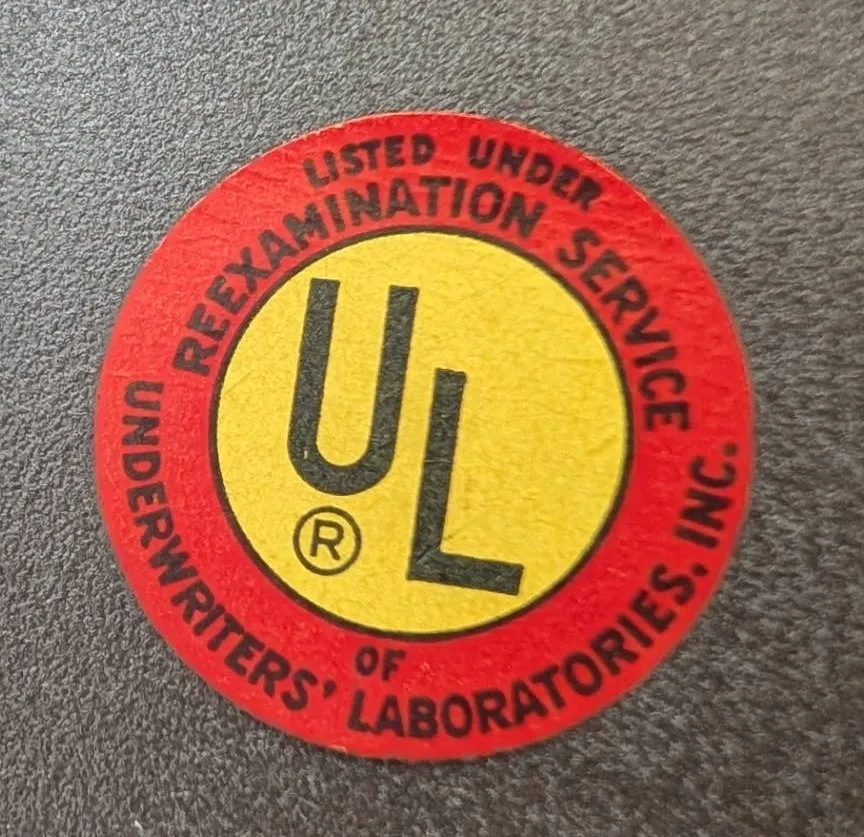 LISTED UNDER
REEXAMINATION SERVICE
UL
®
OF
UNDERWRITERS' LABORATORIES, INC.